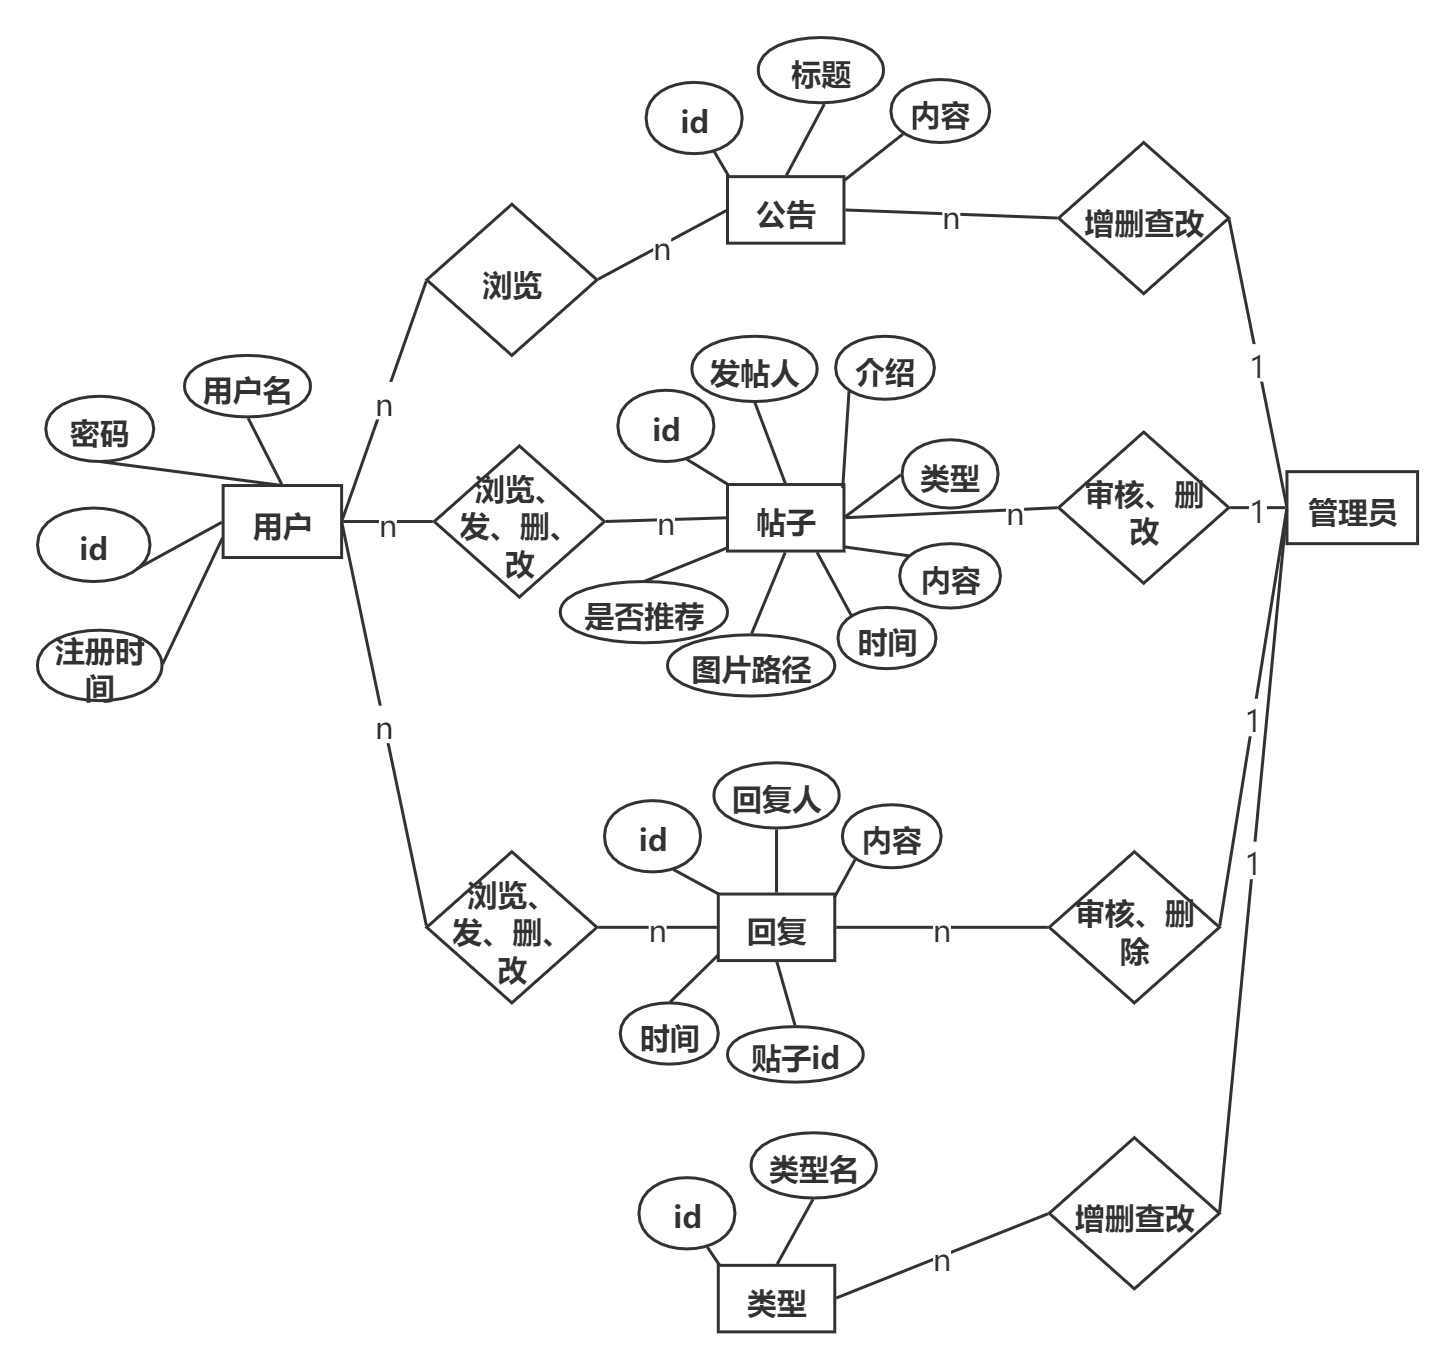 标题
id
内容
公告
n
增删查改
n
浏览
1
发帖人
介绍
用户名
n
密码
id
类型
浏览、
发、删、
改
审核、删
改
用户
n
n
帖子
n
1
管理员
id
内容
是否推荐
时间
注册时
间
图片路径
n
1
回复人
id
内容
1
浏览、
发、删、
改
n
回复
n
审核、删
除
时间
贴子id
类型名
id
增删查改
n
类型